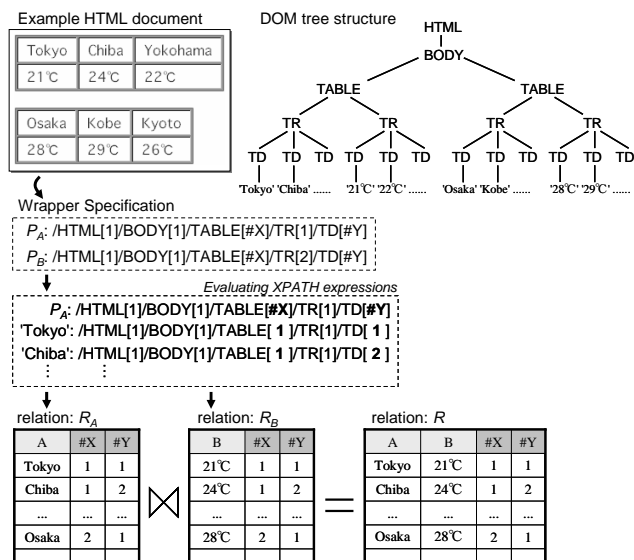 Example HTML document
Tokyo Chiba Yokohama
21℃ 24℃ 22℃
Osaka Kobe Kyoto
28℃ 29℃ 26℃
DOM tree structure
HTML
BODY
TABLE TABLE
TR TR TR TR
TD TD TD TD TD TD TD TD TD TD TD TD
'Tokyo' 'Chiba' ...... '21℃' '22℃' ...... 'Osaka' 'Kobe' ...... '28℃' '29℃' ......
Wrapper Specification
PA: /HTML[1]/BODY[1]/TABLE[#X]/TR[1]/TD[#Y]
PB: /HTML[1]/BODY[1]/TABLE[#X]/TR[2]/TD[#Y]
Evaluating XPATH expressions
PA: /HTML[1]/BODY[1]/TABLE[#X]/TR[1]/TD[#Y]
'Tokyo': /HTML[1]/BODY[1]/TABLE[ 1 ]/TR[1]/TD[ 1 ]
'Chiba': /HTML[1]/BODY[1]/TABLE[ 1 ]/TR[1]/TD[ 2 ]
⋮ ⋮
relation: RA
A #X #Y
Tokyo 1 1
Chiba 1 2
... ... ...
Osaka 2 1
relation: RB
B #X #Y
21℃ 1 1
24℃ 1 2
... ... ...
28℃ 2 1
relation: R
A B #X #Y
Tokyo 21℃ 1 1
Chiba 24℃ 1 2
... ... ... ...
Osaka 28℃ 2 1